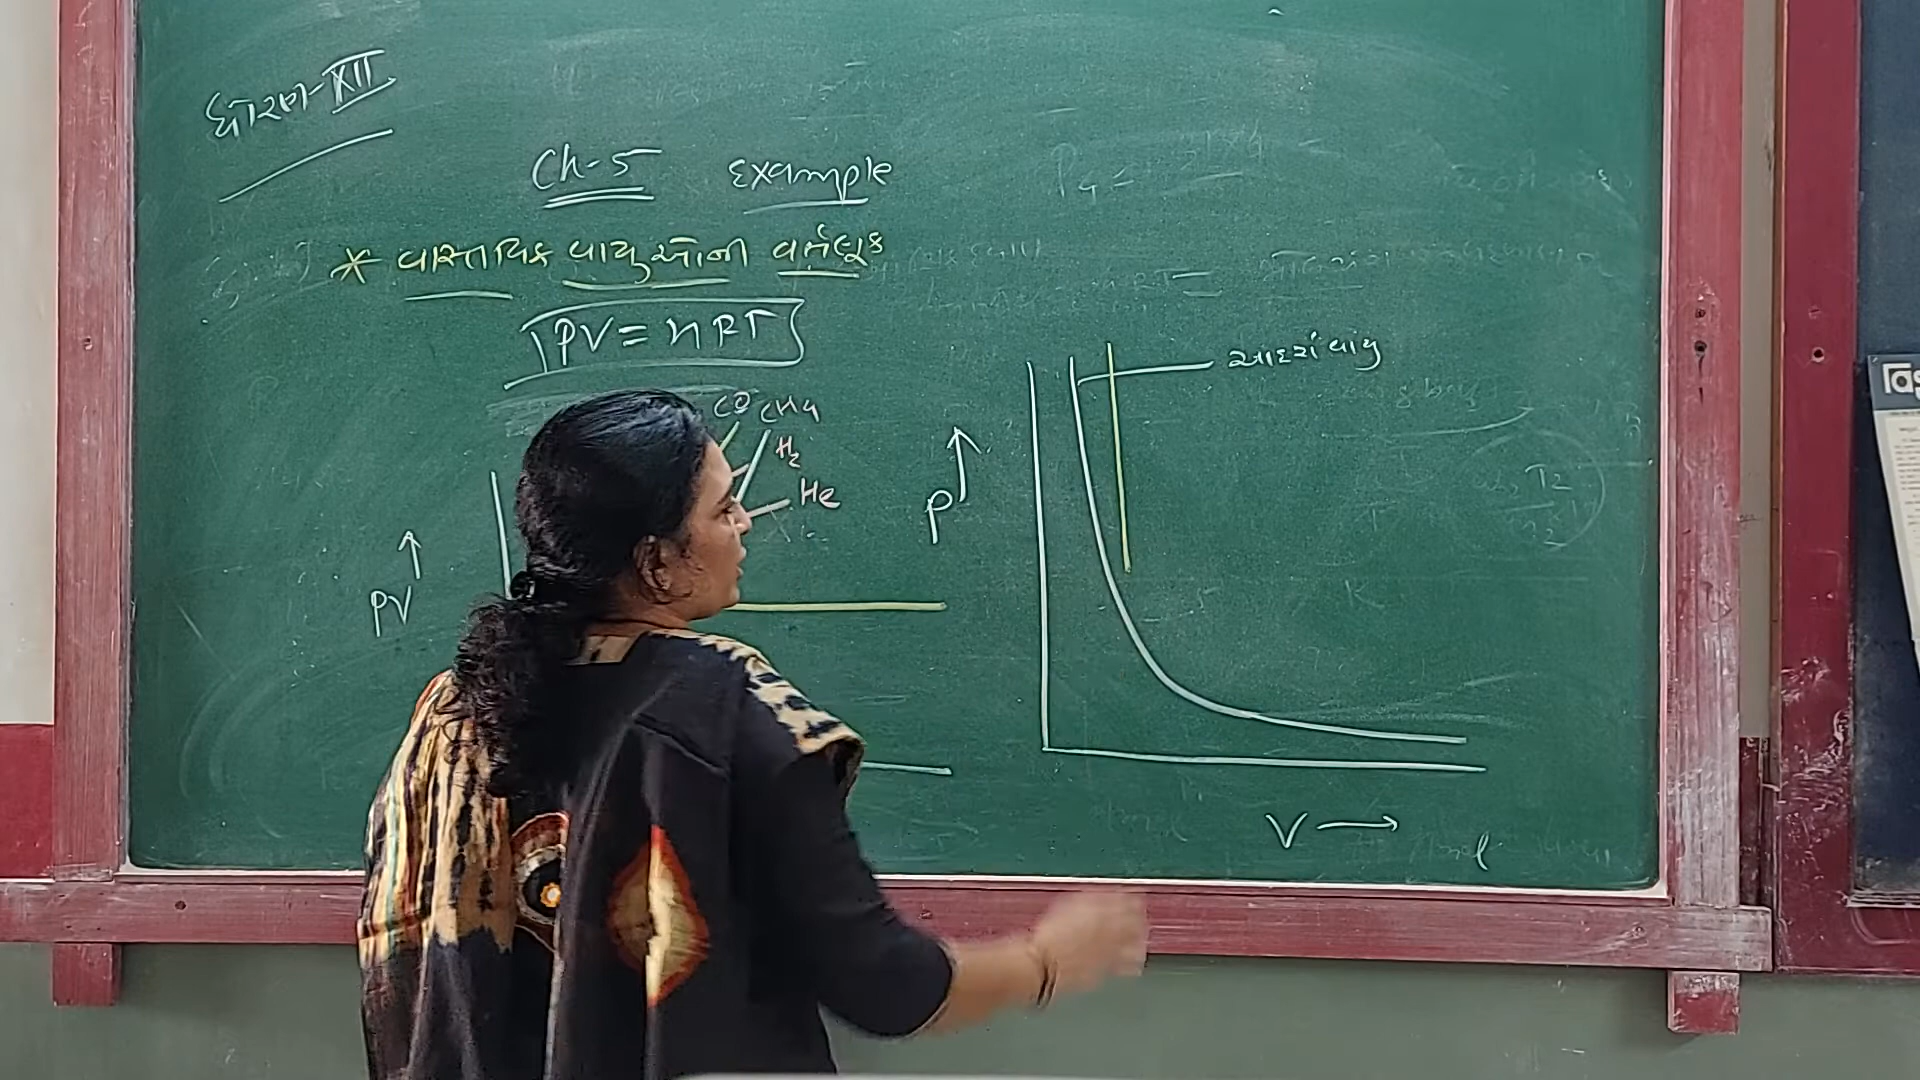 ધોરણ-XII
Ch-5 Example
* વાસ્તવિક વાયુઓની વર્તણૂક
PV = nRT
CO CH4
H2
He
PV ↑
P ↑
આદર્શ વાયુ
V →